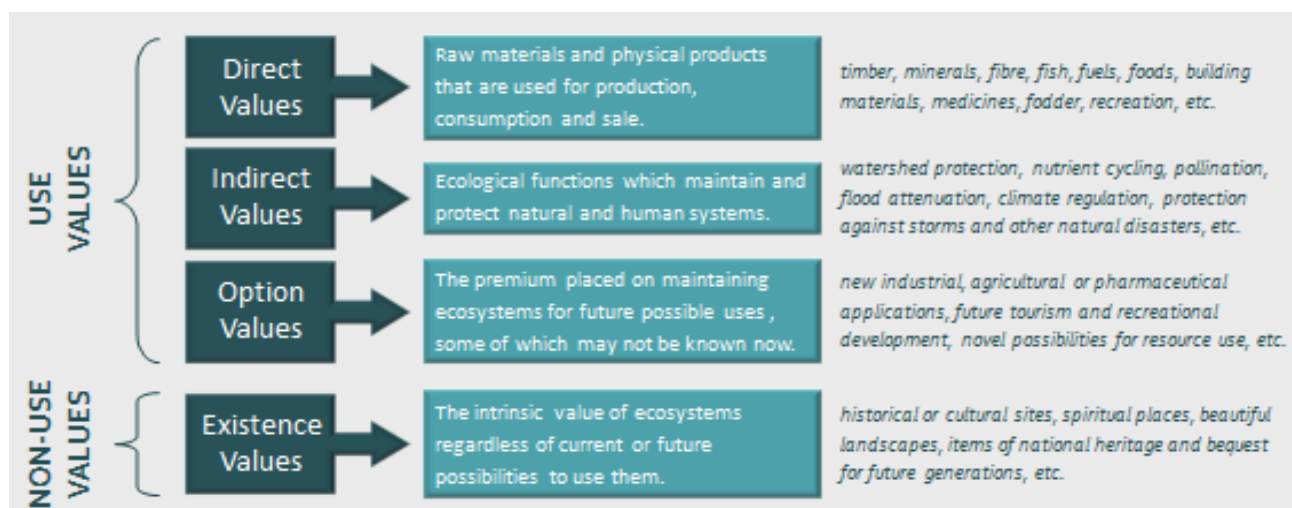 USE
VALUES
Direct
Values
Raw materials and physical products
that are used for production,
consumption and sale.
timber, minerals, fibre, fish, fuels, foods, building
materials, medicines, fodder, recreation, etc.
Indirect
Values
Ecological functions which maintain and
protect natural and human systems.
watershed protection, nutrient cycling, pollination,
flood attenuation, climate regulation, protection
against storms and other natural disasters, etc.
Option
Values
The premium placed on maintaining
ecosystems for future possible uses ,
some of which may not be known now.
new industrial, agricultural or pharmaceutical
applications, future tourism and recreational
development, novel possibilities for resource use, etc.
NON-USE
VALUES
Existence
Values
The intrinsic value of ecosystems
regardless of current or future
possibilities to use them.
historical or cultural sites, spiritual places, beautiful
landscapes, items of national heritage and bequest
for future generations, etc.